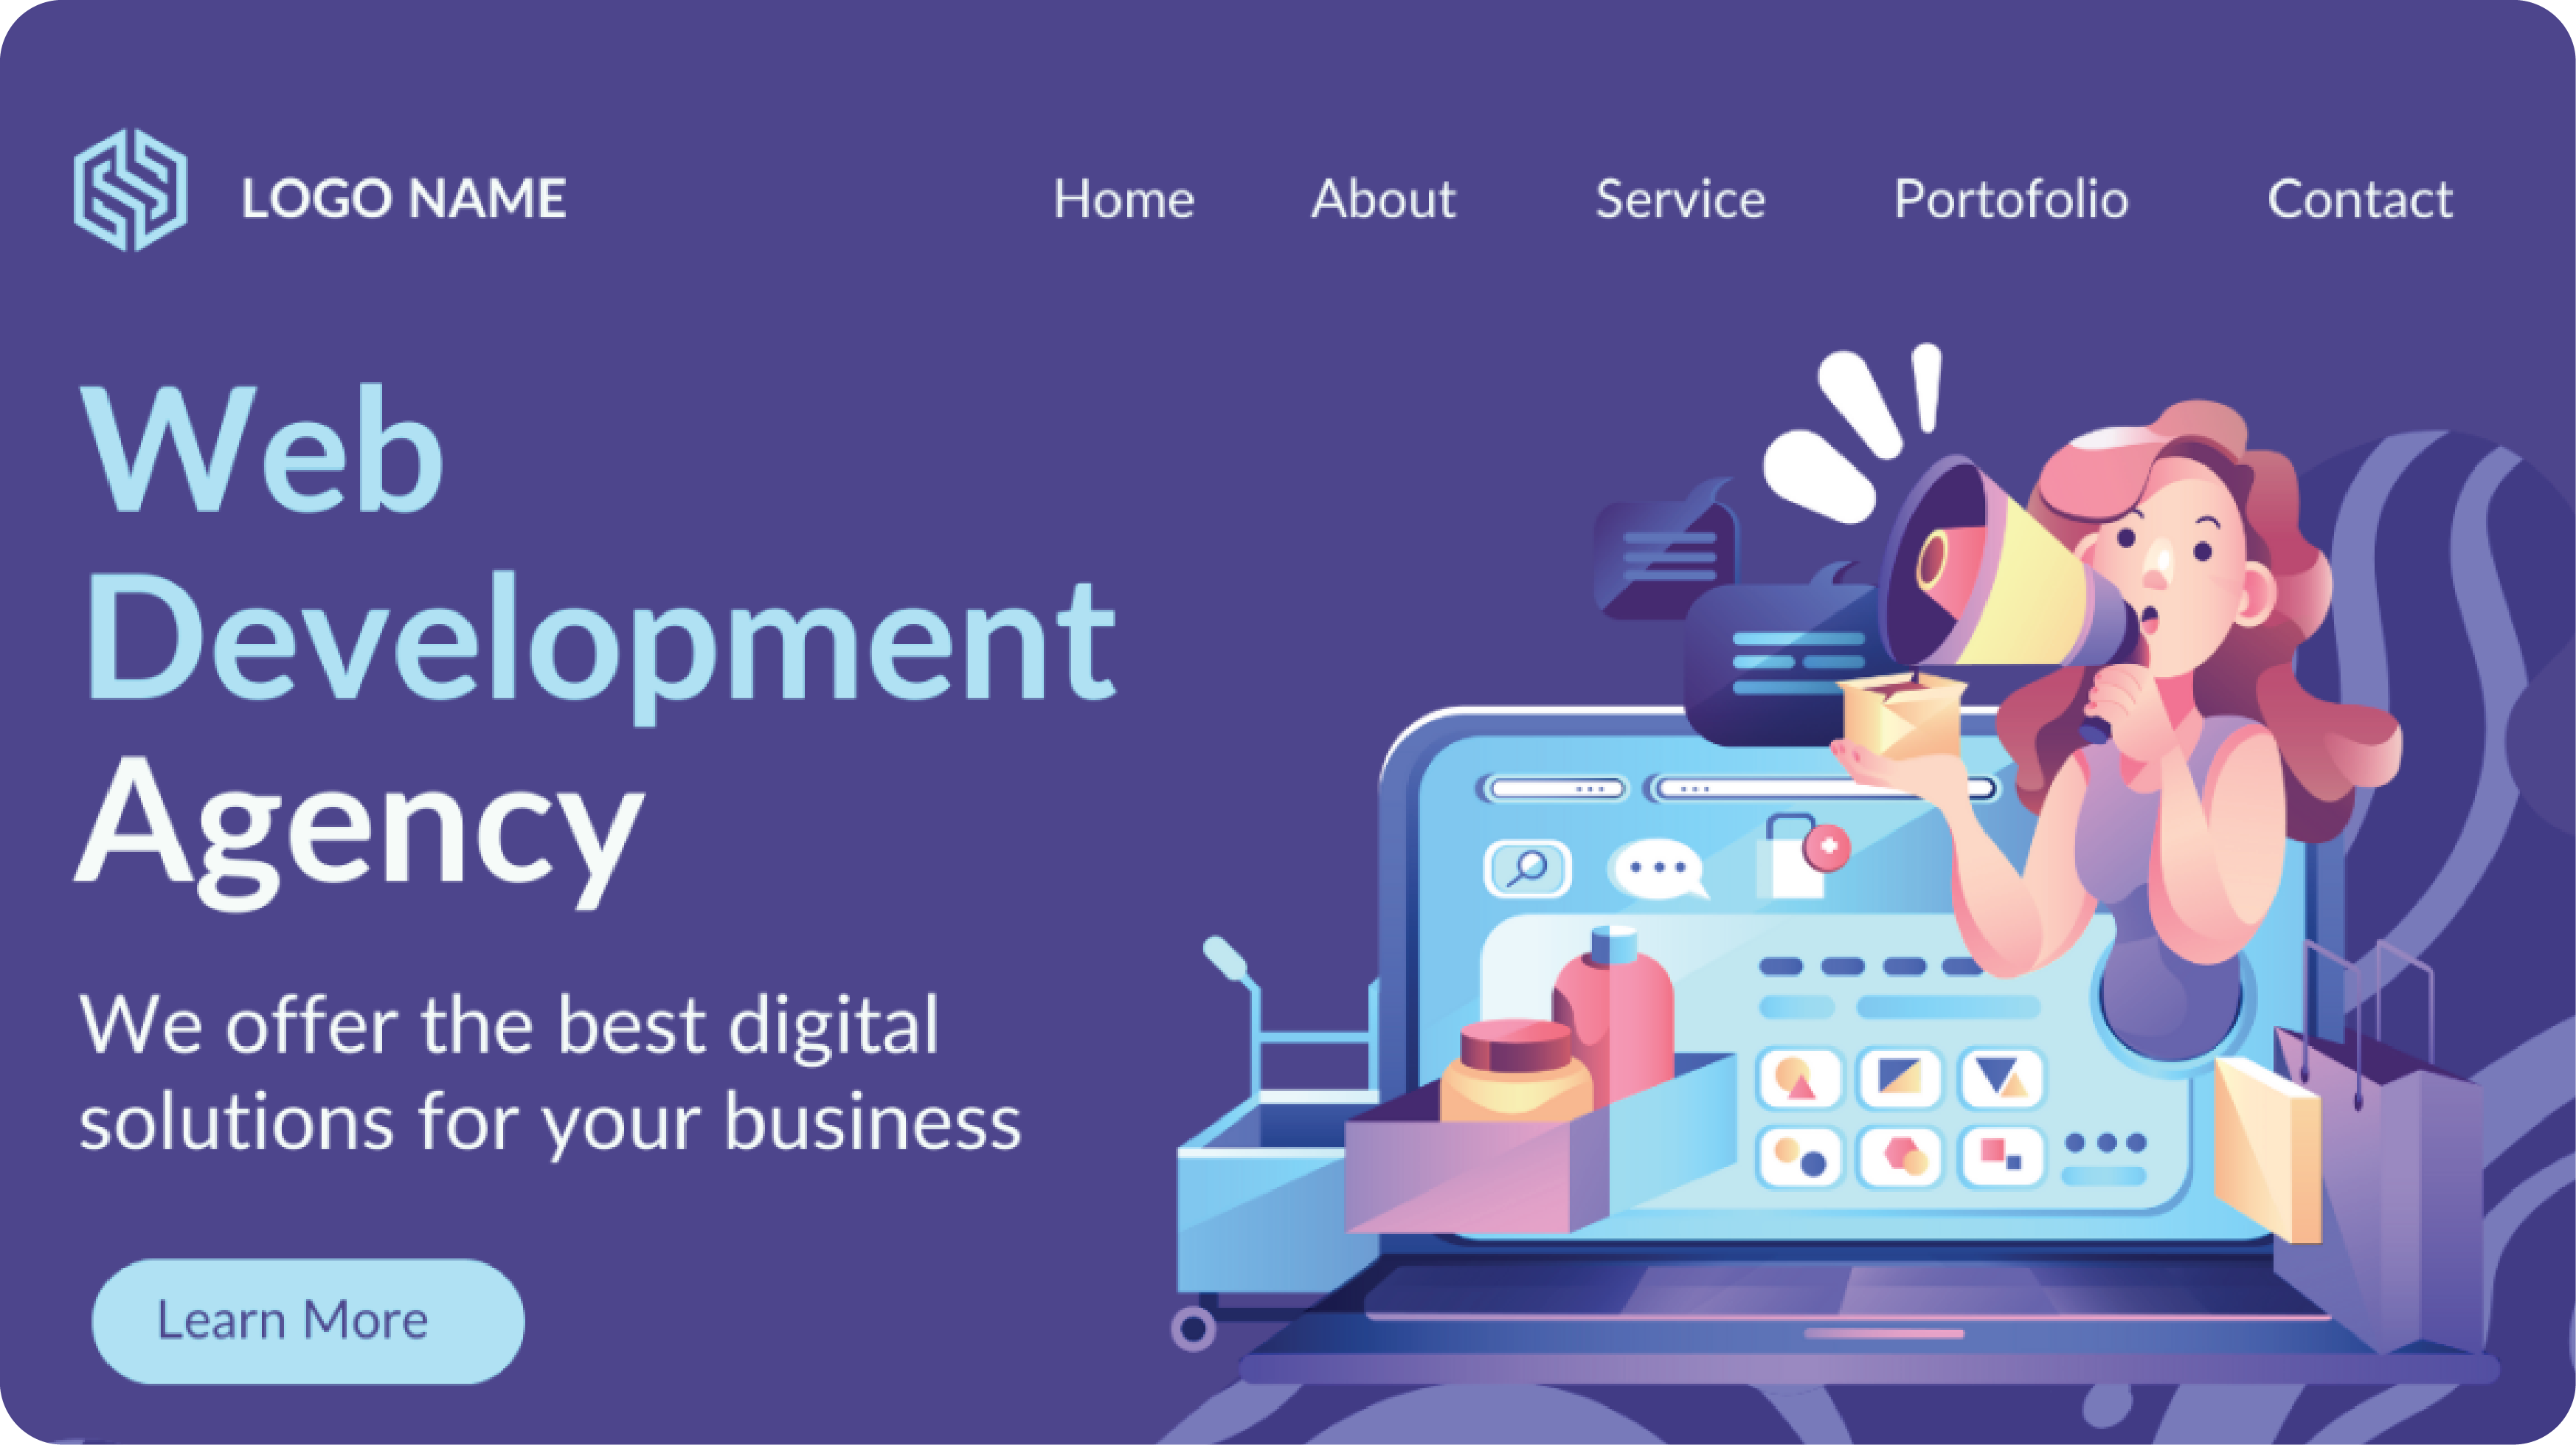 LOGO NAME
Home About Service Portofolio Contact
Web
Development
Agency
We offer the best digital
solutions for your business
Learn More